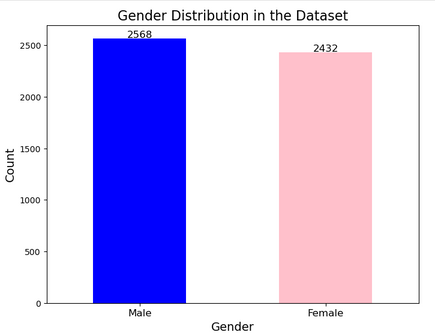 Gender Distribution in the Dataset
2568
2432
2500
2000
1500
1000
500
0
Count
Male Female
Gender